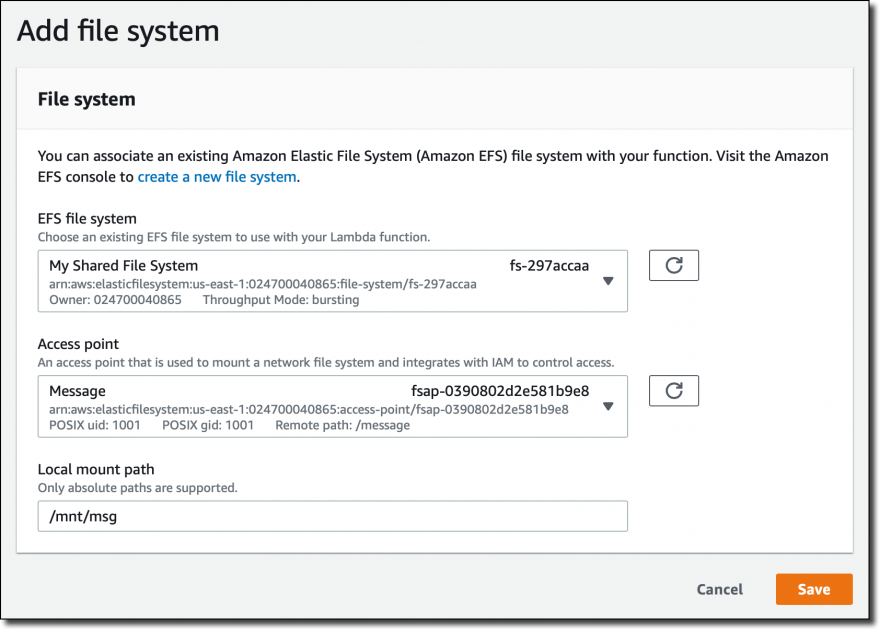 Add file system
File system
You can associate an existing Amazon Elastic File System (Amazon EFS) file system with your function. Visit the Amazon
EFS console to create a new file system.
EFS file system
Choose an existing EFS file system to use with your Lambda function.
My Shared File System fs-297accaa
arn:aws:elasticfilesystem:us-east-1:024700040865:file-system/fs-297accaa
Owner: 024700040865 Throughput Mode: bursting
Access point
An access point that is used to mount a network file system and integrates with IAM to control access.
Message fsap-0390802d2e581b9e8
arn:aws:elasticfilesystem:us-east-1:024700040865:access-point/fsap-0390802d2e581b9e8
POSIX uid: 1001 POSIX gid: 1001 Remote path: /message
Local mount path
Only absolute paths are supported.
/mnt/msg
Cancel Save